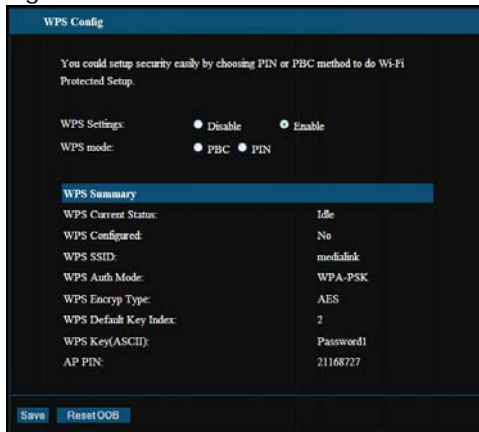 WPS Config
You could setup security easily by choosing PIN or PBC method to do Wi-Fi
Protected Setup.
WPS Settings: Disable Enable
WPS mode: PBC PIN
WPS Summary
WPS Current Status: Idle
WPS Configured: No
WPS SSID: medialink
WPS Auth Mode: WPA-PSK
WPS Encryp Type: AES
WPS Default Key Index: 2
WPS Key(ASCII): Password1
AP PIN: 21168727
Save Reset OOB